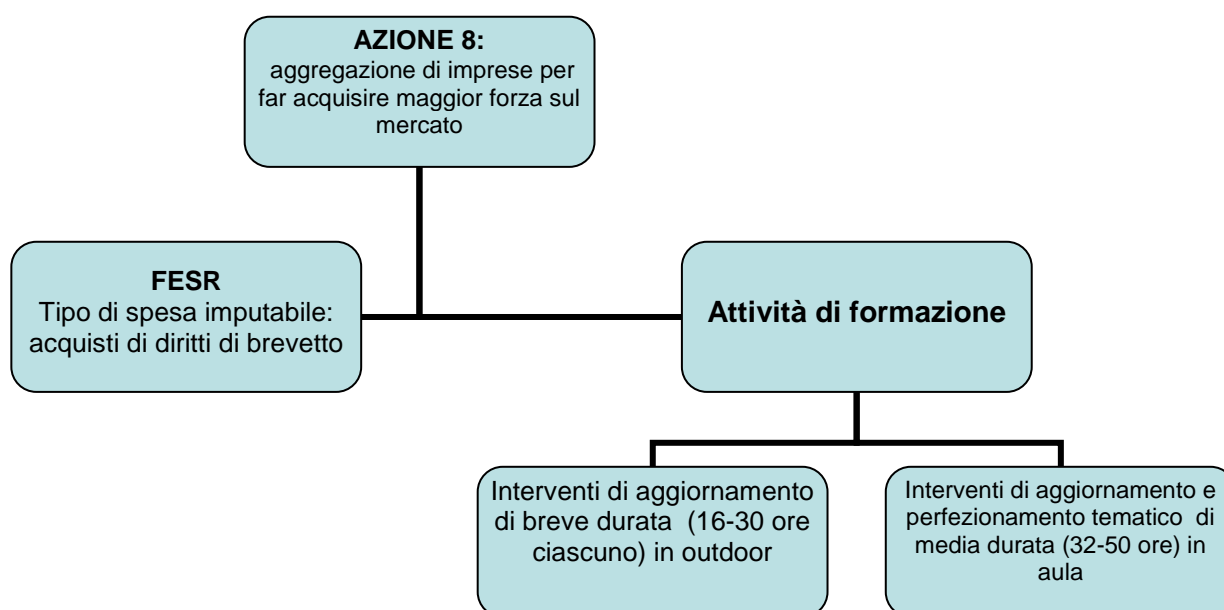 AZIONE 8:
aggregazione di imprese per
far acquisire maggior forza sul
mercato
FESR
Tipo di spesa imputabile:
acquisti di diritti di brevetto
Attività di formazione
Interventi di aggiornamento
di breve durata (16-30 ore
ciascuno) in outdoor
Interventi di aggiornamento e
perfezionamento tematico di
media durata (32-50 ore) in
aula